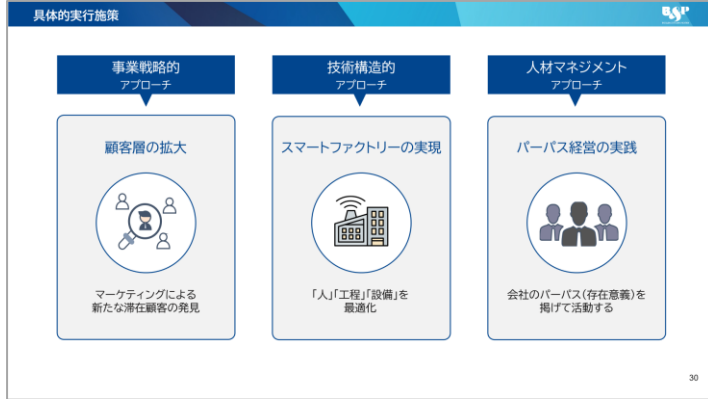 具体的実行施策
BSP
事業戦略的
アプローチ
技術構造的
アプローチ
人材マネジメント
アプローチ
顧客層の拡大
マーケティングによる
新たな滞在顧客の発見
スマートファクトリーの実現
「人」「工程」「設備」を
最適化
パーパス経営の実践
会社のパーパス(存在意義)を
掲げて活動する
30